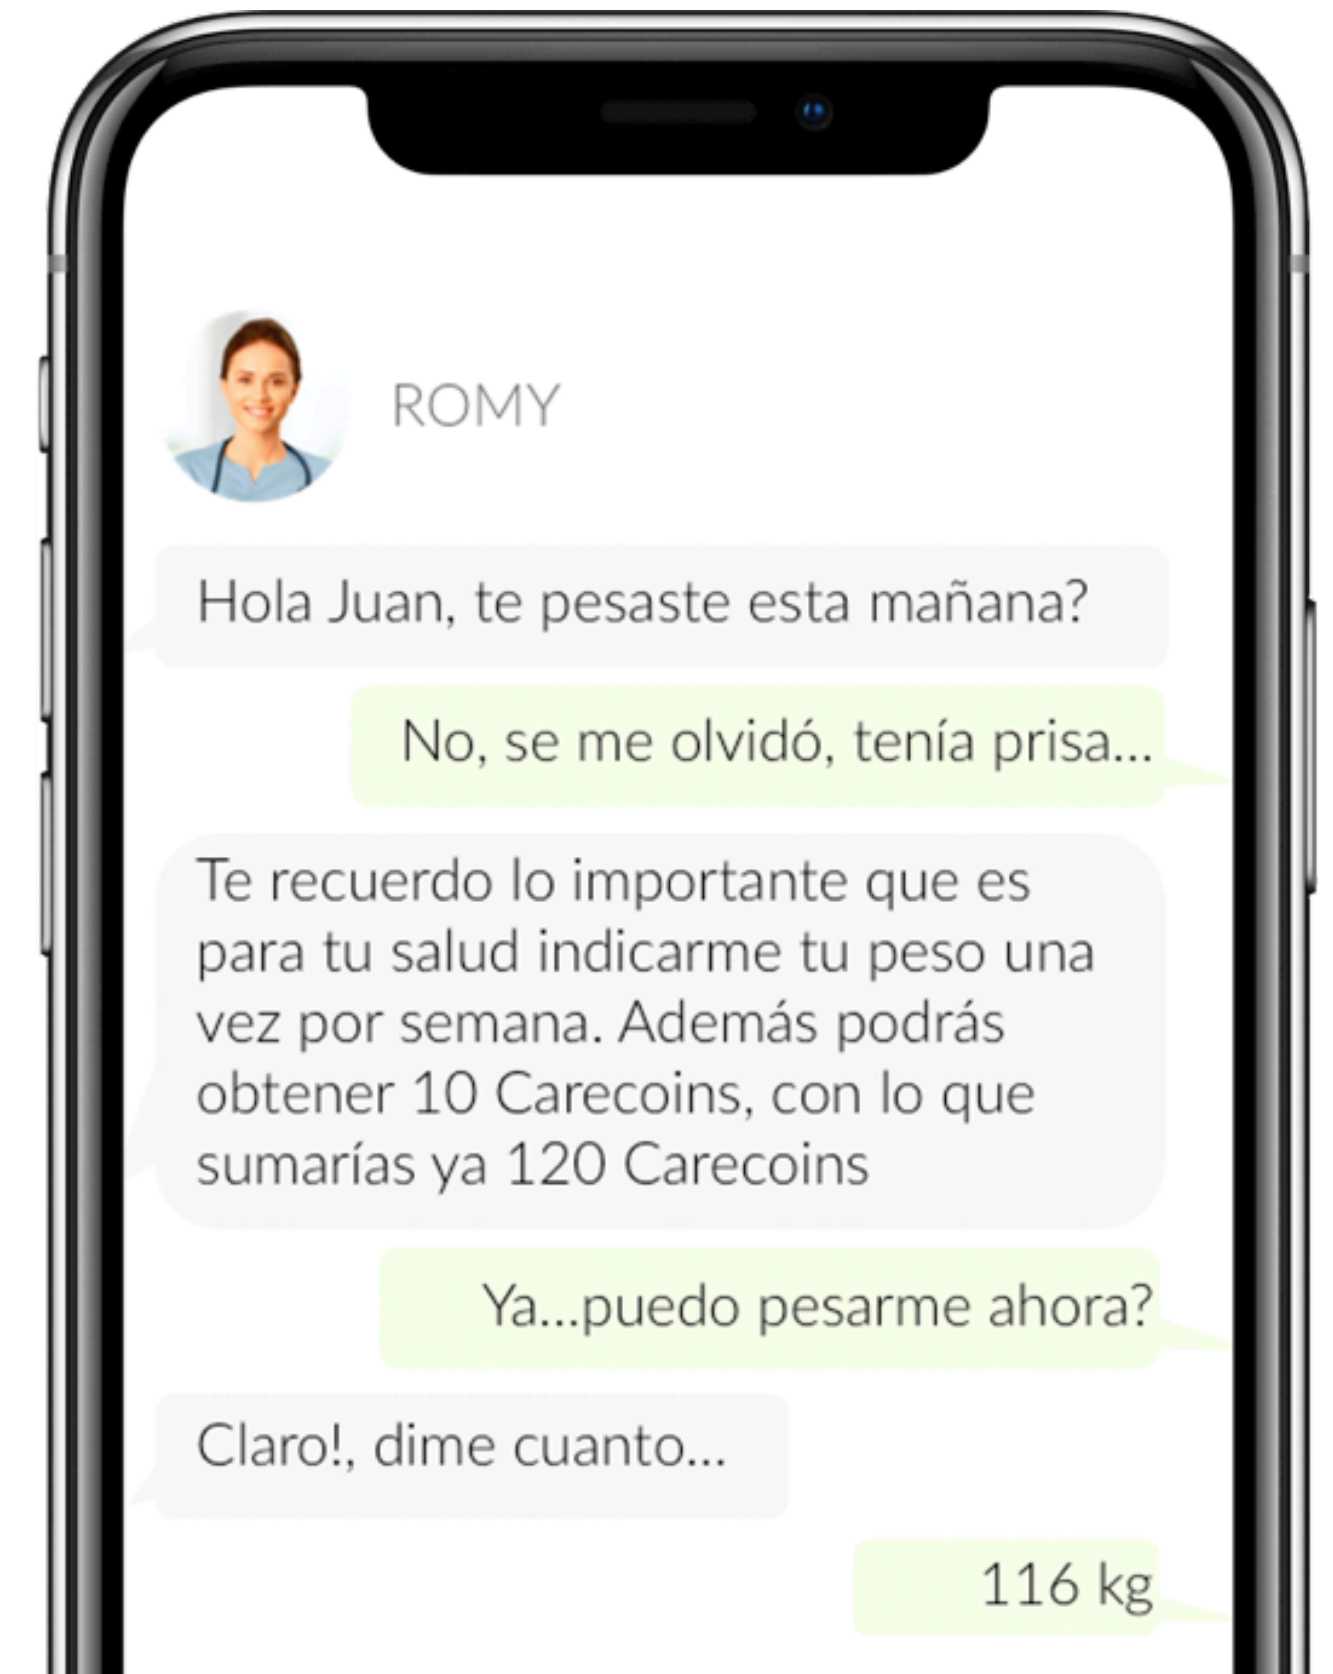 ROMY
Hola Juan, te pesaste esta mañana?
No, se me olvidó, tenía prisa...
Te recuerdo lo importante que es
para tu salud indicarme tu peso una
vez por semana. Además podrás
obtener 10 Carecoins, con lo que
sumarías ya 120 Carecoins
Ya...puedo pesarme ahora?
Claro!, dime cuanto...
116 kg